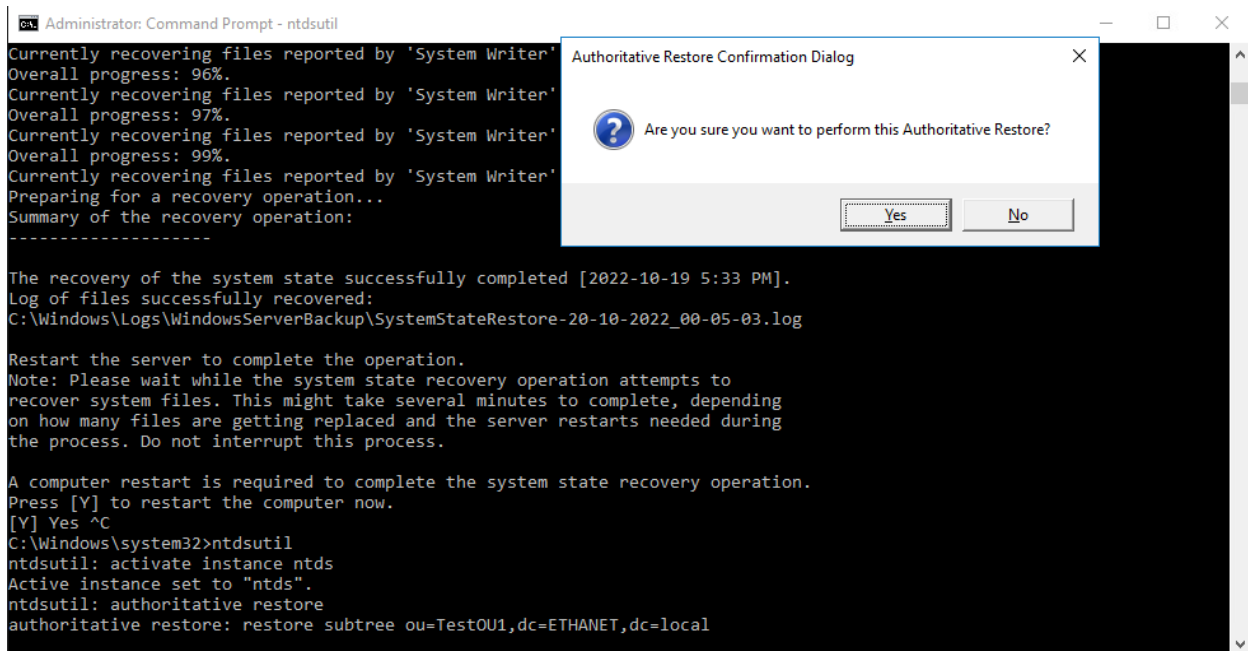 Administrator: Command Prompt - ntdsutil
Currently recovering files reported by 'System Writer'
Overall progress: 96%.
Currently recovering files reported by 'System Writer'
Overall progress: 97%.
Currently recovering files reported by 'System Writer'
Overall progress: 99%.
Currently recovering files reported by 'System Writer'
Preparing for a recovery operation...
Summary of the recovery operation:
--------------------
Authoritative Restore Confirmation Dialog
Are you sure you want to perform this Authoritative Restore?
Yes No
The recovery of the system state successfully completed [2022-10-19 5:33 PM].
Log of files successfully recovered:
C:\Windows\Logs\WindowsServerBackup\SystemStateRestore-20-10-2022_00-05-03.log
Restart the server to complete the operation.
Note: Please wait while the system state recovery operation attempts to
recover system files. This might take several minutes to complete, depending
on how many files are getting replaced and the server restarts needed during
the process. Do not interrupt this process.
A computer restart is required to complete the system state recovery operation.
Press [Y] to restart the computer now.
[Y] Yes ^C
C:\Windows\system32>ntdsutil
ntdsutil: activate instance ntds
Active instance set to "ntds".
ntdsutil: authoritative restore
authoritative restore: restore subtree ou=TestOU1,dc=ETHANET,dc=local